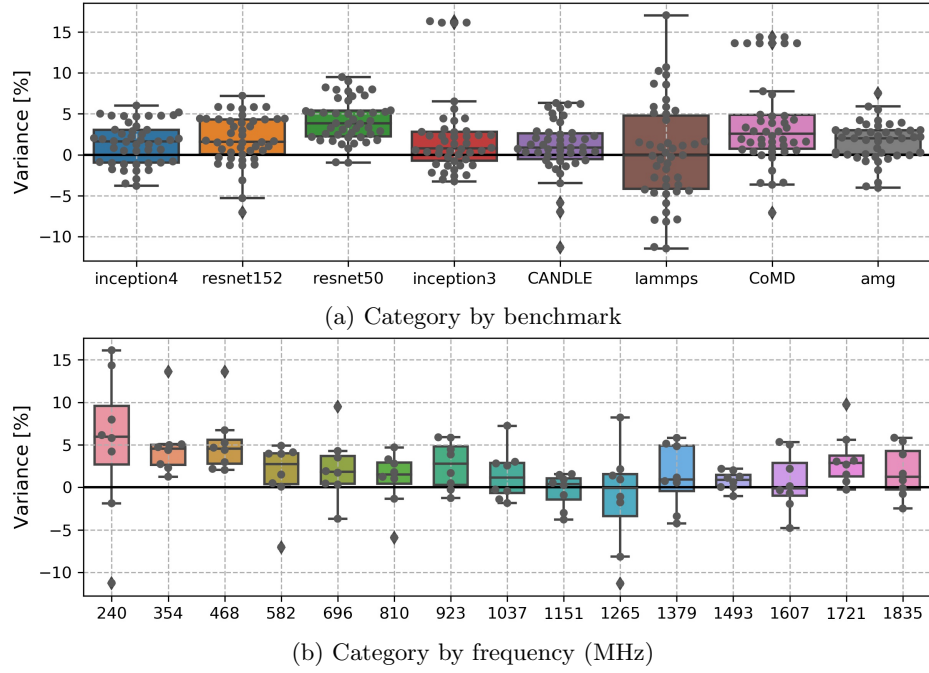 Variance [%]
15
10
5
0
−5
−10
inception4 resnet152 resnet50 inception3 CANDLE lammps CoMD amg
(a) Category by benchmark
Variance [%]
15
10
5
0
−5
−10
240 354 468 582 696 810 923 1037 1151 1265 1379 1493 1607 1721 1835
(b) Category by frequency (MHz)